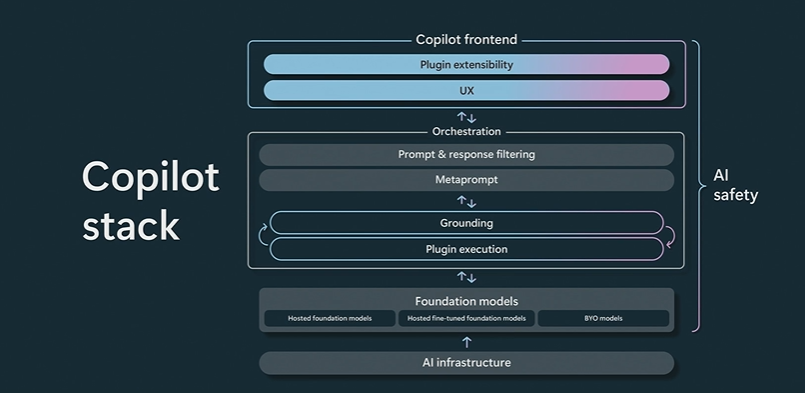 Copilot
stack
Copilot frontend
Plugin extensibility
UX
Orchestration
Prompt & response filtering
Metaprompt
Grounding
Plugin execution
Foundation models
Hosted foundation models
Hosted fine-tuned foundation models
BYO models
AI infrastructure
AI
safety